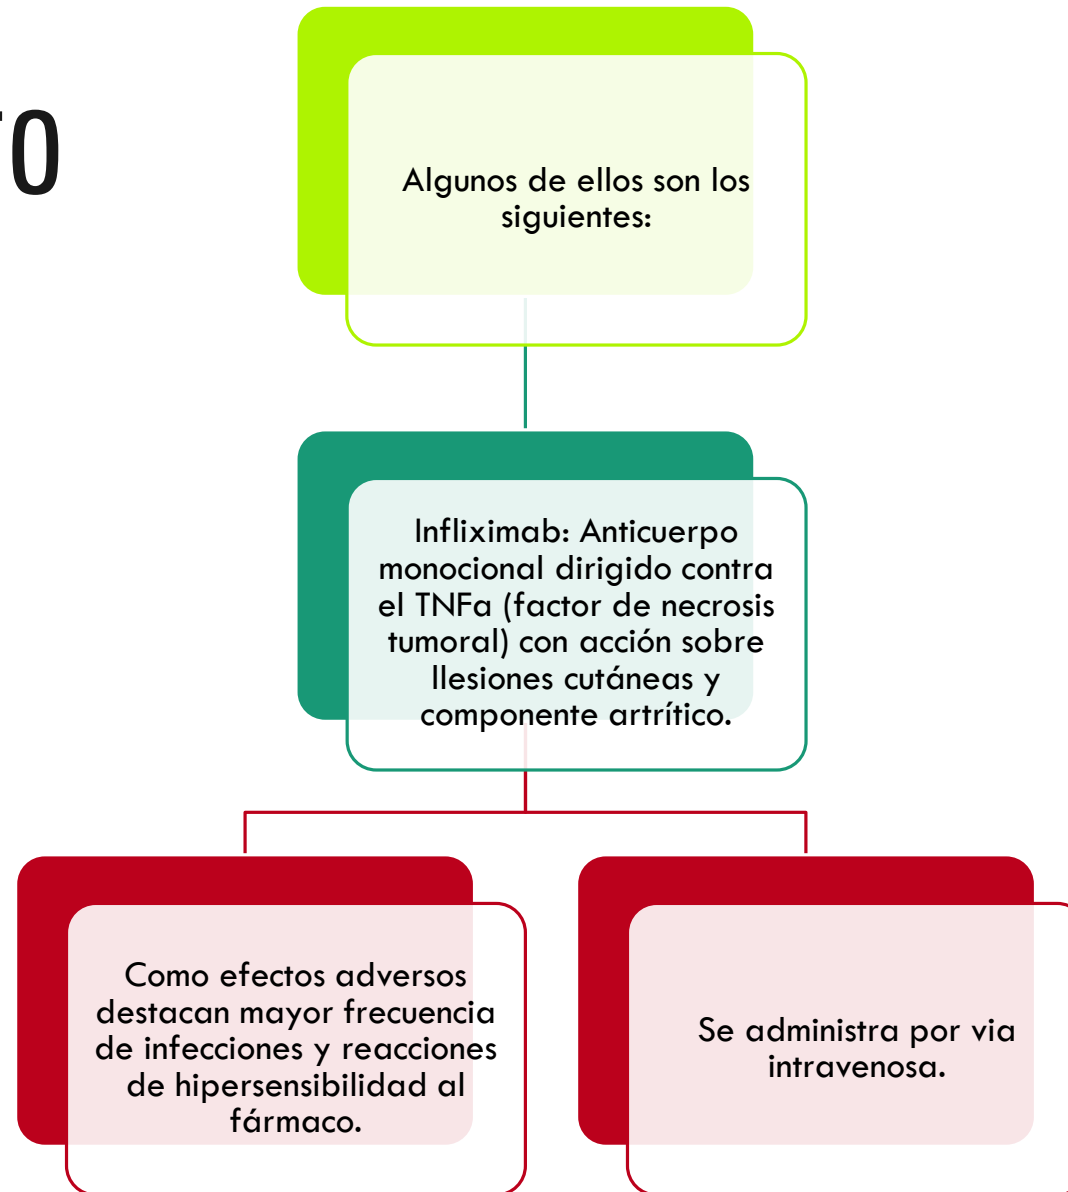 TO
Algunos de ellos son los
siguientes:
Infliximab: Anticuerpo
monocional dirigido contra
el TNFa (factor de necrosis
tumoral) con acción sobre
llesiones cutáneas y
componente artrítico.
Como efectos adversos
destacan mayor frecuencia
de infecciones y reacciones
de hipersensibilidad al
fármaco.
Se administra por via
intravenosa.